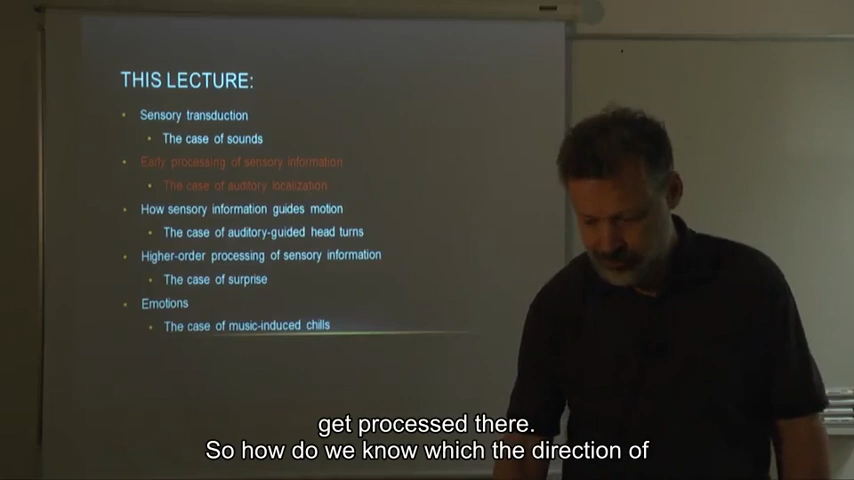 THIS LECTURE:
• Sensory transduction
• The case of sounds
• Early processing of sensory information
• The case of auditory localization
• How sensory information guides motion
• The case of auditory-guided head turns
• Higher-order processing of sensory information
• The case of surprise
• Emotions
• The case of music-induced chills
get processed there.
So how do we know which the direction of